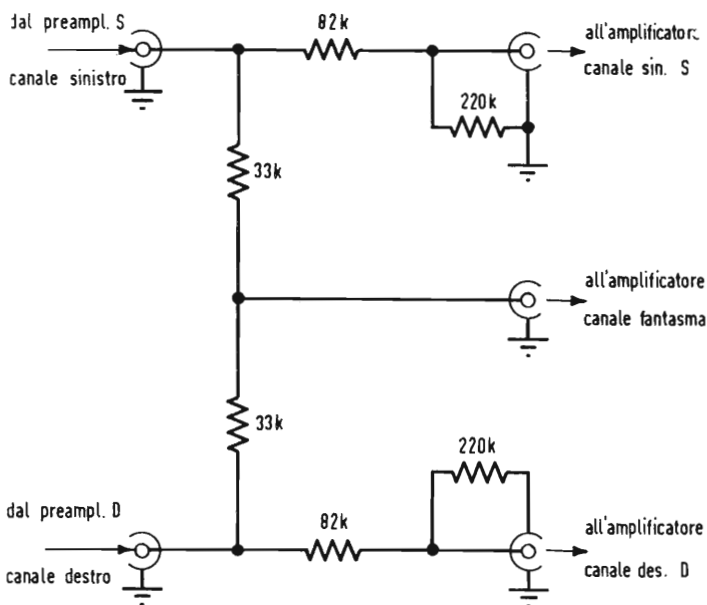 dal preampl. S
canale sinistro
82k
all'amplificatore
canale sin. S
220k
33k
all'amplificatore
canale fantasma
33k
220k
dal preampl. D
canale destro
82k
all'amplificatore
canale des. D